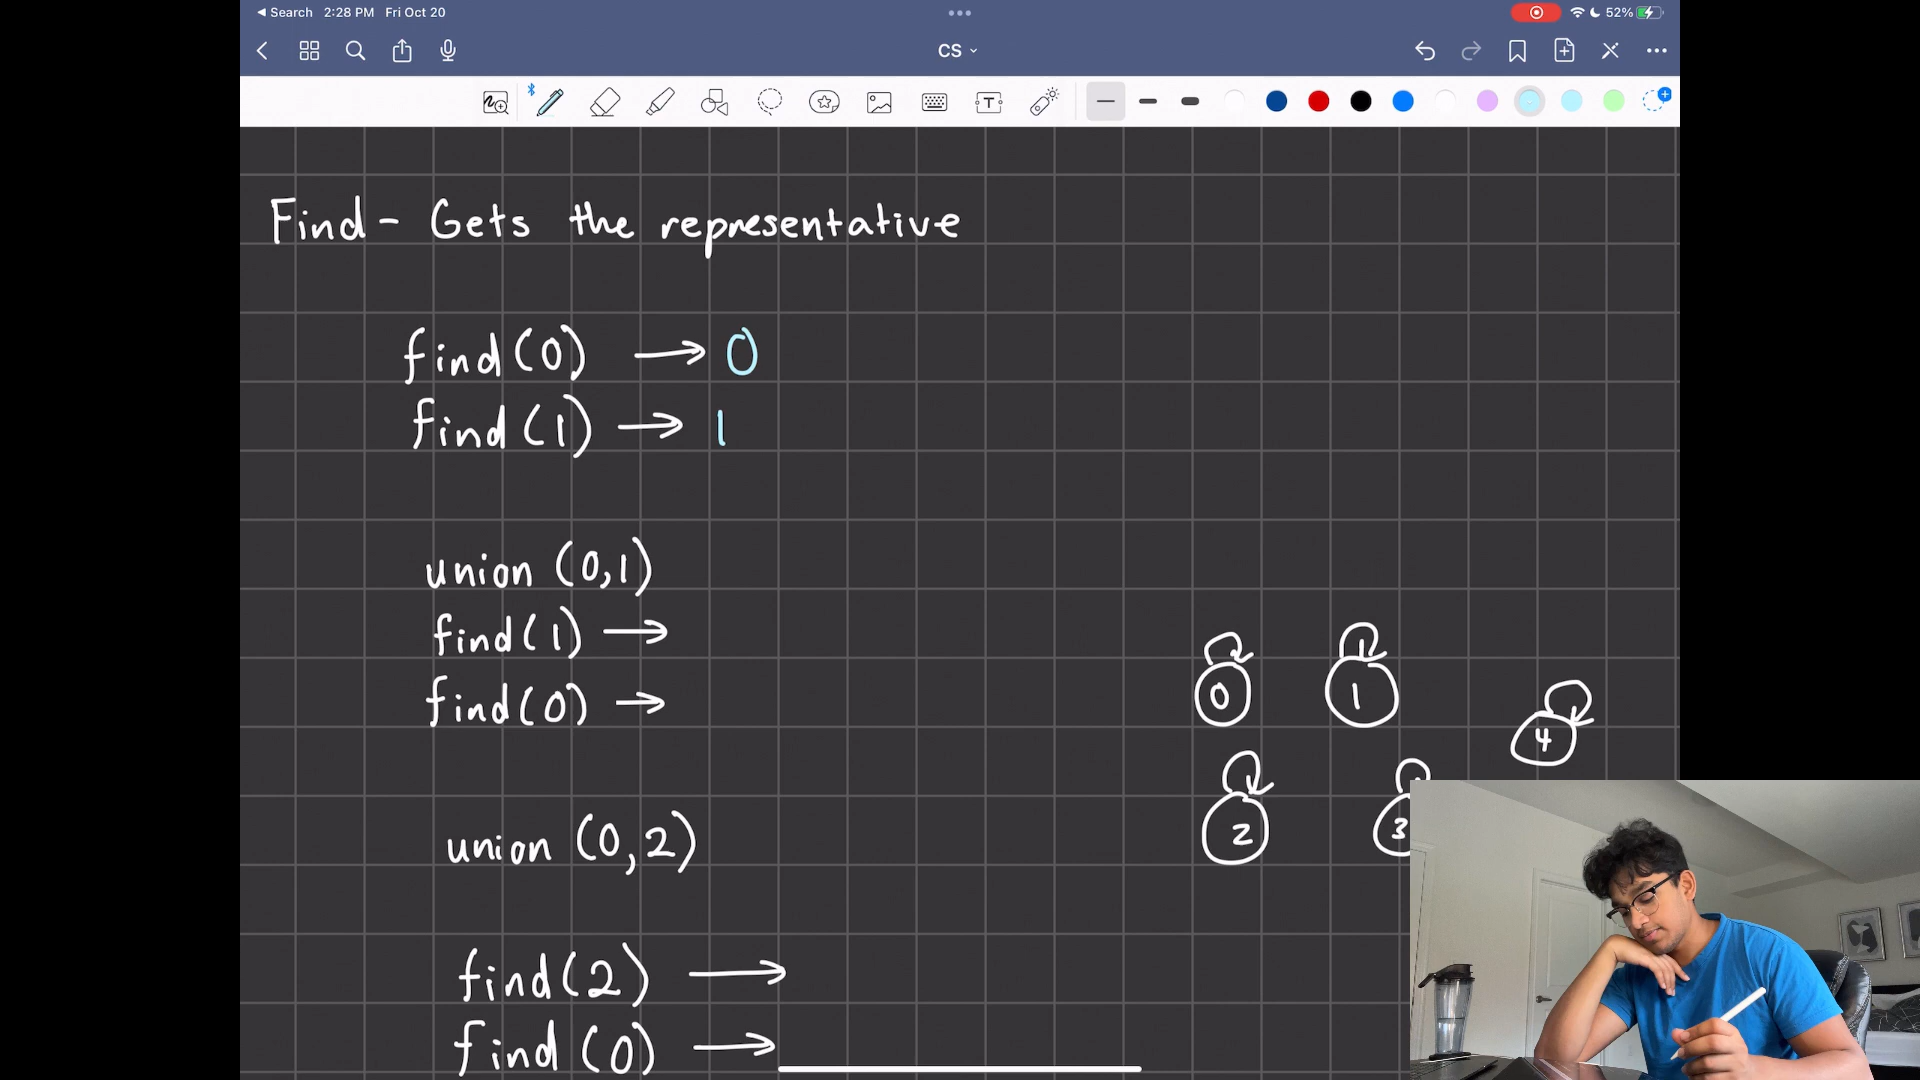 Search 2:28 PM Fri Oct 20
52%
CS
T
Find - Gets the representative
find(0) → 0
find(1) → 1
union (0,1)
find(1) →
find(0) →
0
1
4
union (0,2)
2
3
find(2) →
find(0) →